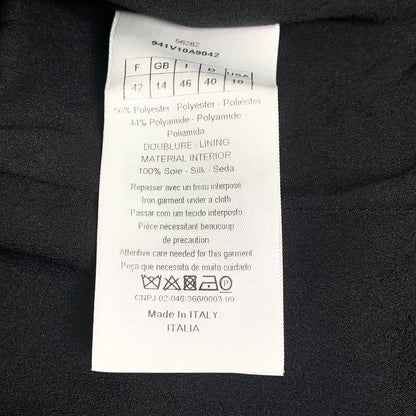 56282
941V10A9042
F GB I D USA
42 14 46 40 10
56% Polyester - Polyester - Poliéster
44% Polyamide - Polyamide
Poliamida
DOUBLURE - LINING
MATERIAL INTERIOR
100% Soie - Silk - Seda
Repasser avec un tissu interposé
Iron garment under a cloth
Passar com um tecido interposto
Pièce nécessitant beaucoup
de précaution
Attentive care needed for this garment
Peça que necessita de muito cuidado
CNPJ 02-046-366/0003-99
Made In ITALY
ITALIA